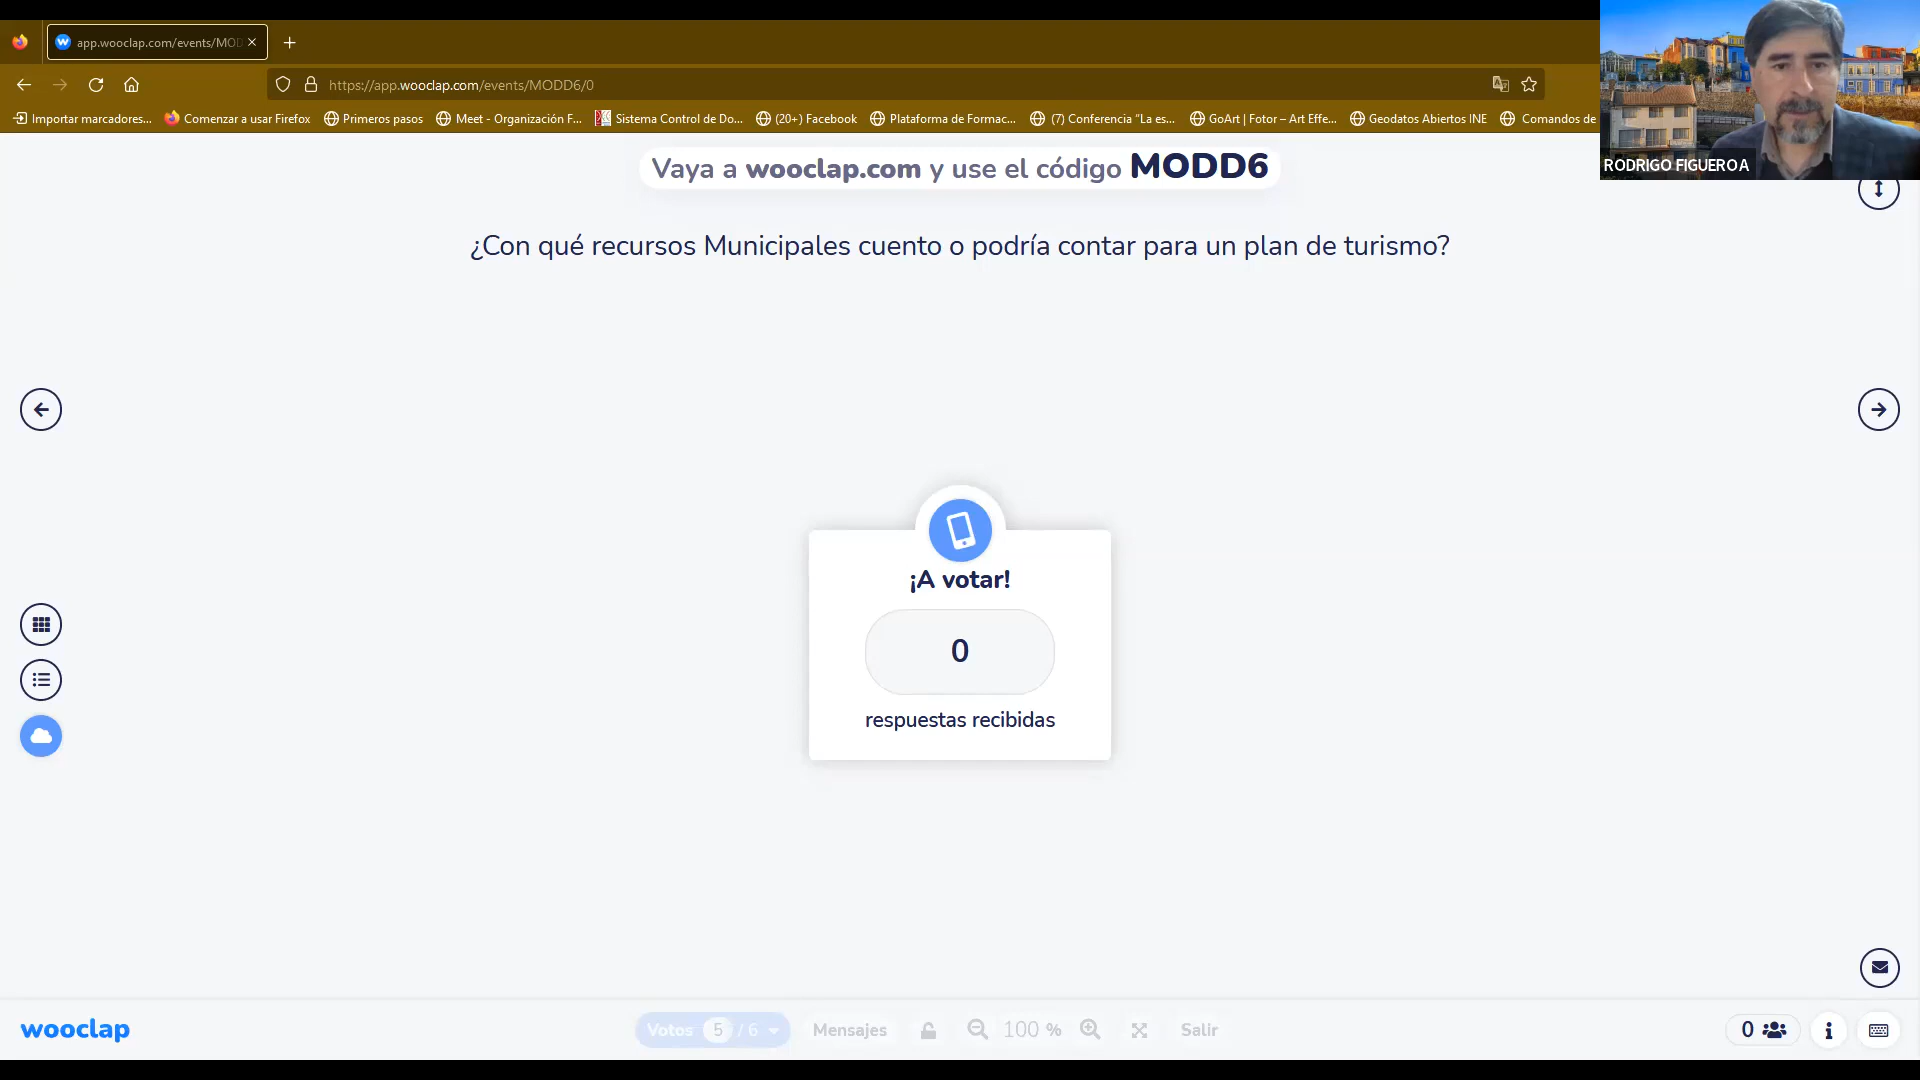 app.wooclap.com/events/MOD
https://app.wooclap.com/events/MODD6/0
Importar marcadores...
Comenzar a usar Firefox
Primeros pasos
Meet - Organización F...
Sistema Control de Do...
(20+) Facebook
Plataforma de Formac...
(7) Conferencia "La es...
GoArt | Fotor – Art Effe...
Geodatos Abiertos INE
Comandos de
RODRIGO FIGUEROA
Vaya a wooclap.com y use el código MODD6
¿Con qué recursos Municipales cuento o podría contar para un plan de turismo?
¡A votar!
0
respuestas recibidas
wooclap
Votos 5 / 6
Mensajes
100 %
Salir
0